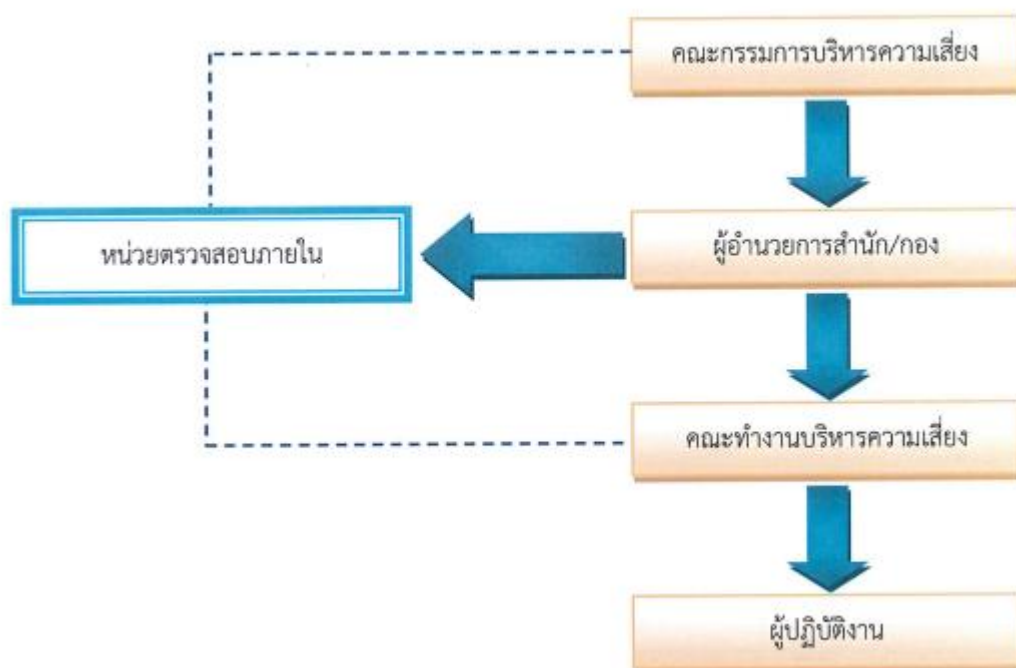 คณะกรรมการบริหารความเสี่ยง
หน่วยตรวจสอบภายใน
ผู้อำนวยการสำนัก/กอง
คณะทำงานบริหารความเสี่ยง
ผู้ปฏิบัติงาน